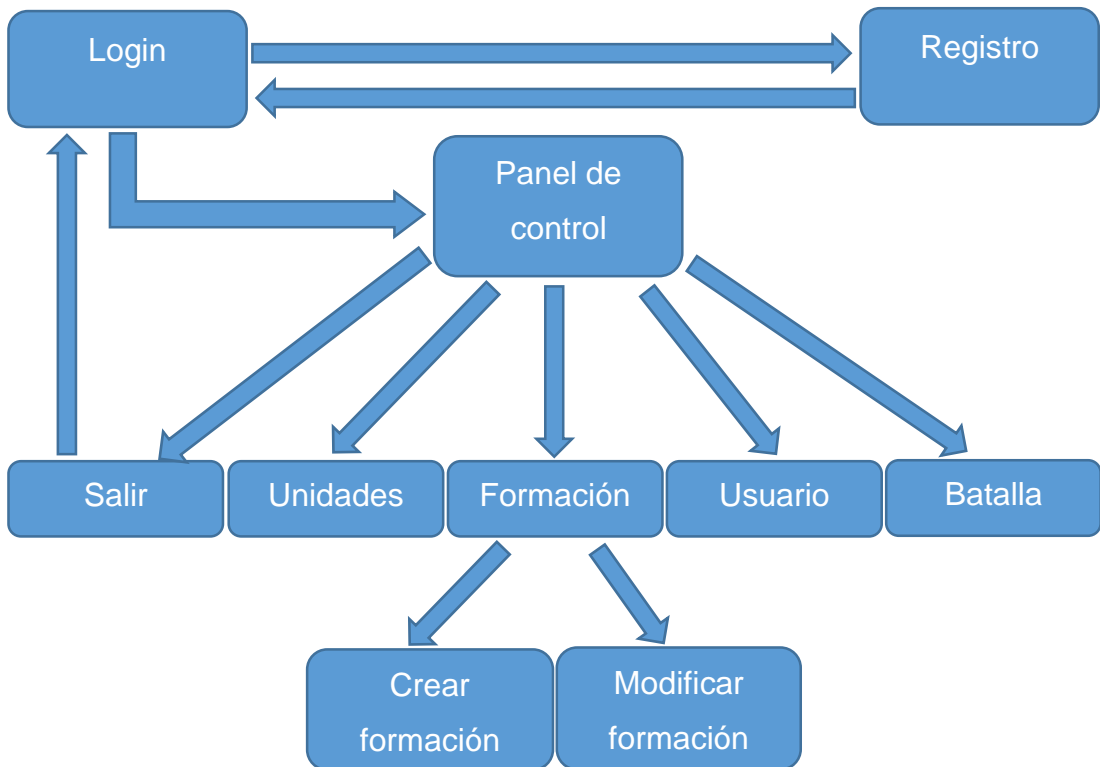 Login
Registro
Panel de
control
Salir
Unidades
Formación
Usuario
Batalla
Crear
formación
Modificar
formación